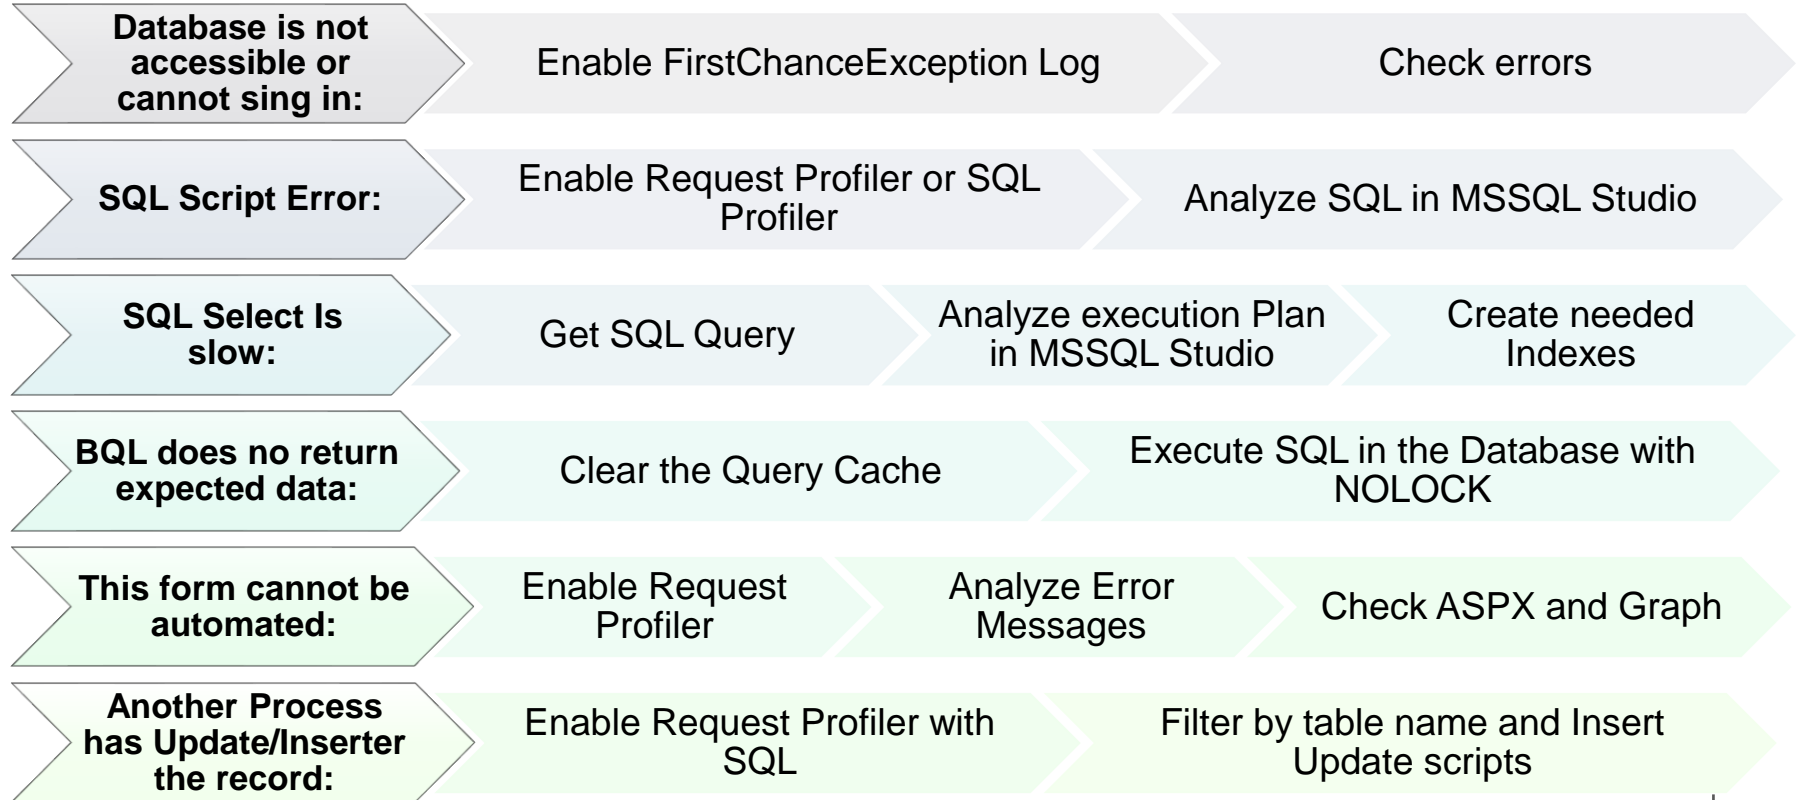 Database is not
accessible or
cannot sing in:
Enable FirstChanceException Log
Check errors
SQL Script Error:
Enable Request Profiler or SQL
Profiler
Analyze SQL in MSSQL Studio
SQL Select Is
slow:
Get SQL Query
Analyze execution Plan
in MSSQL Studio
Create needed
Indexes
BQL does no return
expected data:
Clear the Query Cache
Execute SQL in the Database with
NOLOCK
This form cannot be
automated:
Enable Request
Profiler
Analyze Error
Messages
Check ASPX and Graph
Another Process
has Update/Inserter
the record:
Enable Request Profiler with
SQL
Filter by table name and Insert
Update scripts